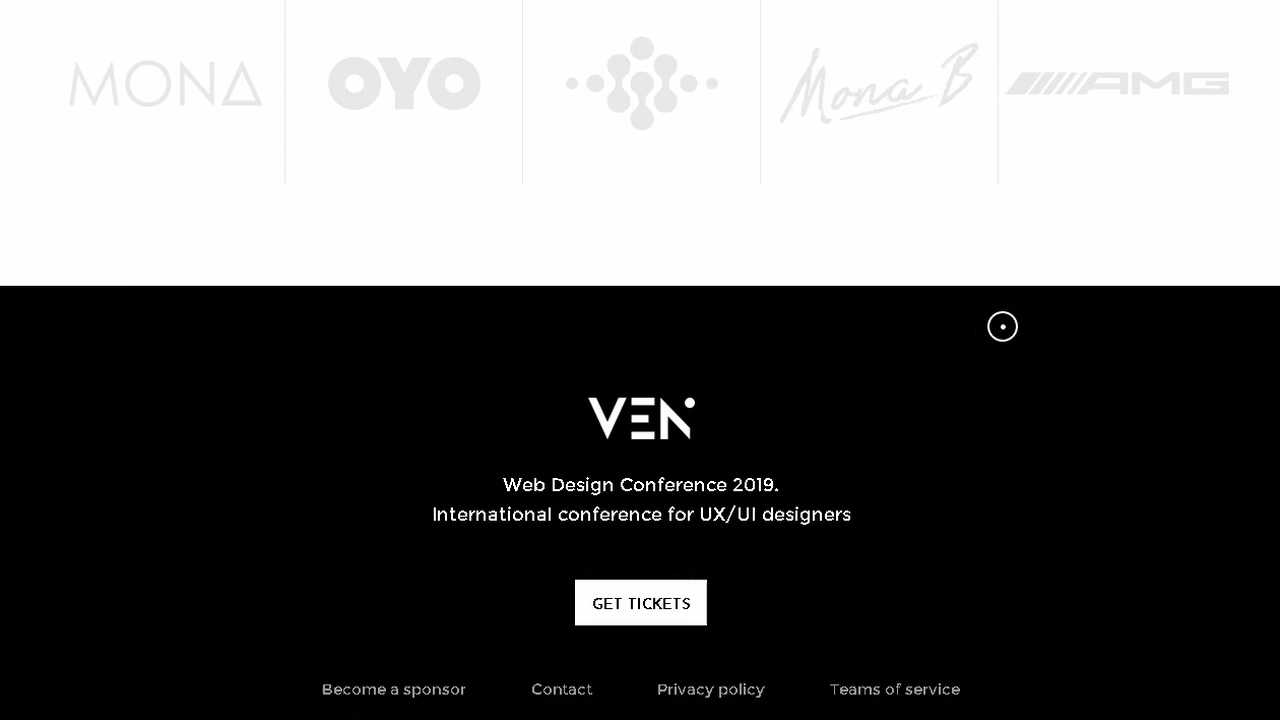 MONA
OYO
Mona B
AMG
VEN
Web Design Conference 2019.
International conference for UX/UI designers
GET TICKETS
Become a sponsor Contact Privacy policy Teams of service